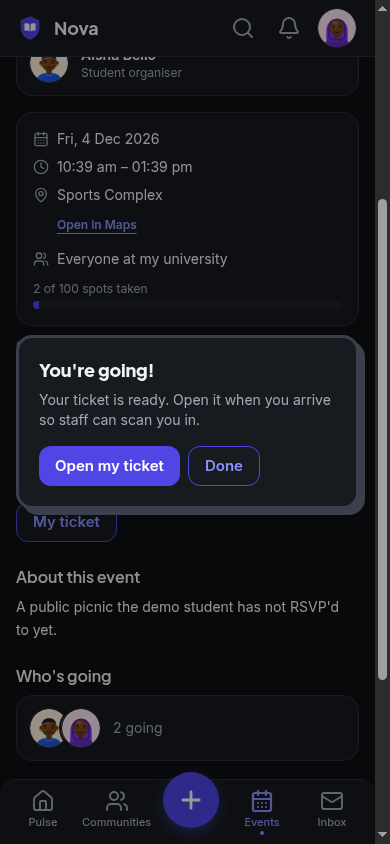 Nova
Aisha Bello
Student organiser
Fri, 4 Dec 2026
10:39 am – 01:39 pm
Sports Complex
Open in Maps
Everyone at my university
2 of 100 spots taken
You're going!
Your ticket is ready. Open it when you arrive
so staff can scan you in.
Open my ticket
Done
My ticket
About this event
A public picnic the demo student has not RSVP'd
to yet.
Who's going
2 going
Pulse
Communities
Events
Inbox